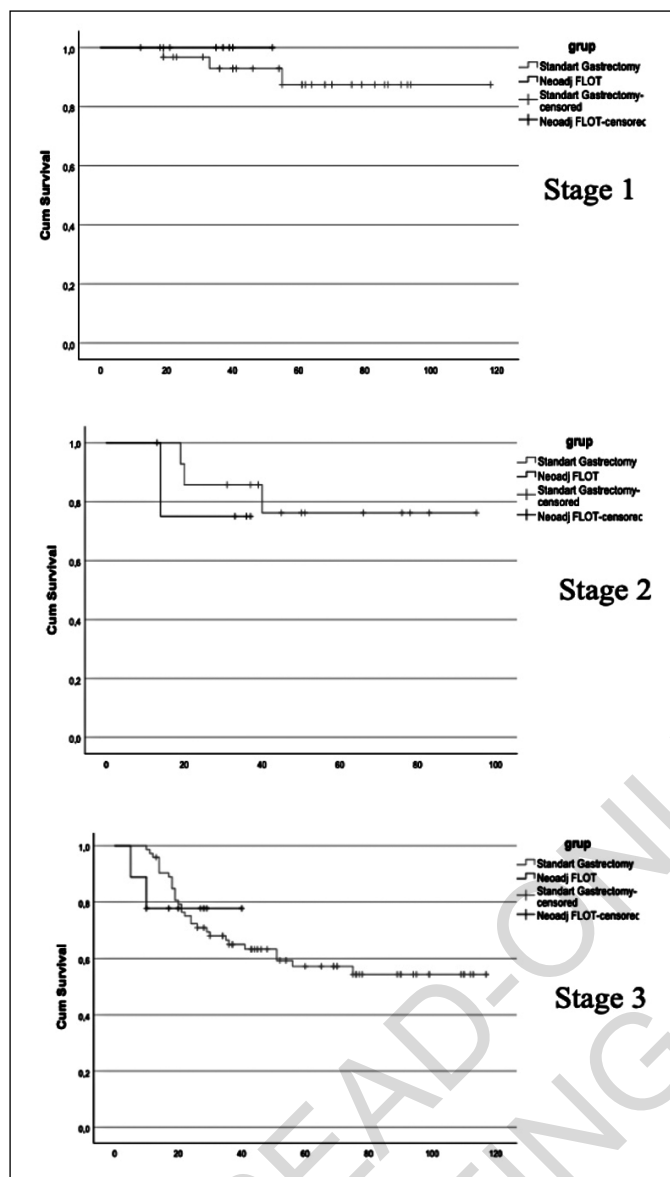 grup
Standart Gastrectomy
Neoadj FLOT
Standart Gastrectomy-
censored
Neoadj FLOT-censored
1,0
0,8
0,6
0,4
0,2
0,0
Cum Survival
Stage 1
0 20 40 60 80 100 120
grup
Standart Gastrectomy
Neoadj FLOT
Standart Gastrectomy-
censored
Neoadj FLOT-censored
1,0
0,8
0,6
0,4
0,2
0,0
Cum Survival
Stage 2
0 20 40 60 80 100
grup
Standart Gastrectomy
Neoadj FLOT
Standart Gastrectomy-
censored
Neoadj FLOT-censored
1,0
0,8
0,6
0,4
0,2
0,0
Cum Survival
Stage 3
0 20 40 60 80 100 120